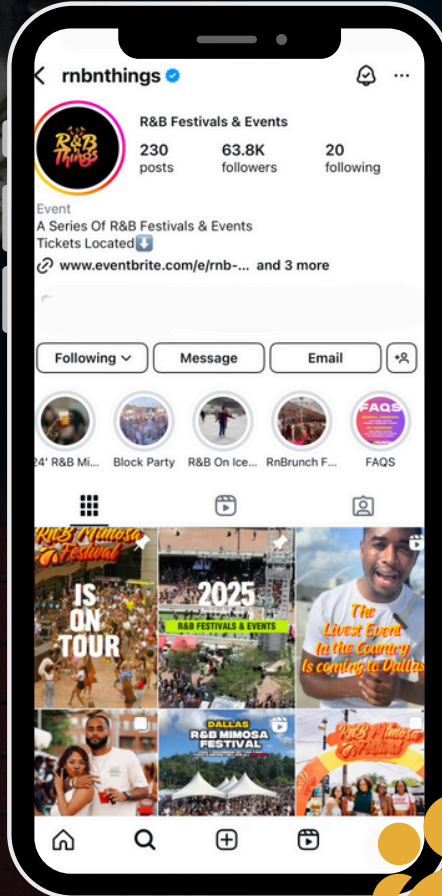 rnbnthings
R&B Festivals & Events
230
posts
63.8K
followers
20
following
R&B
n
Things
Event
A Series Of R&B Festivals & Events
Tickets Located⬇️
www.eventbrite.com/e/rnb-... and 3 more
Following
Message
Email
24' R&B Mi...
Block Party
R&B On Ice...
RnBrunch F...
FAQS
FAQS
RnB Mimosa
Festival
IS
ON
TOUR
2025
R&B FESTIVALS & EVENTS
The
Livest Event
In the Country
Is coming to Dallas
DALLAS
R&B MIMOSA
FESTIVAL
RnB Mimosa
Festival